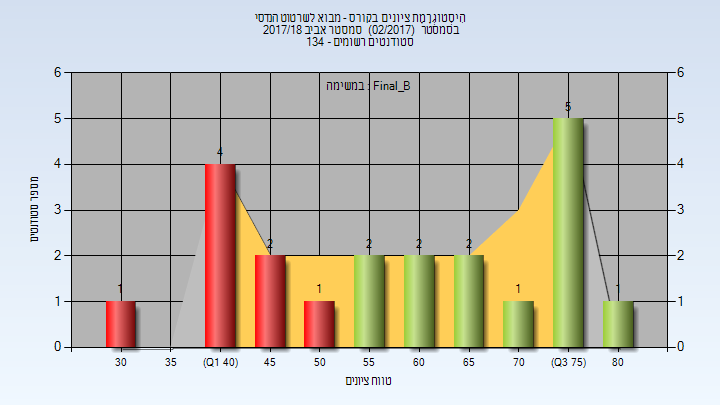 היסטוגרמת ציונים בקורס - מבוא לשרטוט הנדסי
בסמסטר (02/2017) סמסטר אביב 2017/18
סטודנטים רשומים - 134
במשימה : Final_B
מספר סטודנטים
6 6
5 5
4 4
3 3
2 2
1 1
0 0
1 4 2 1 2 2 2 1 5 1
30 35 (Q1 40) 45 50 55 60 65 70 (Q3 75) 80
טווח ציונים